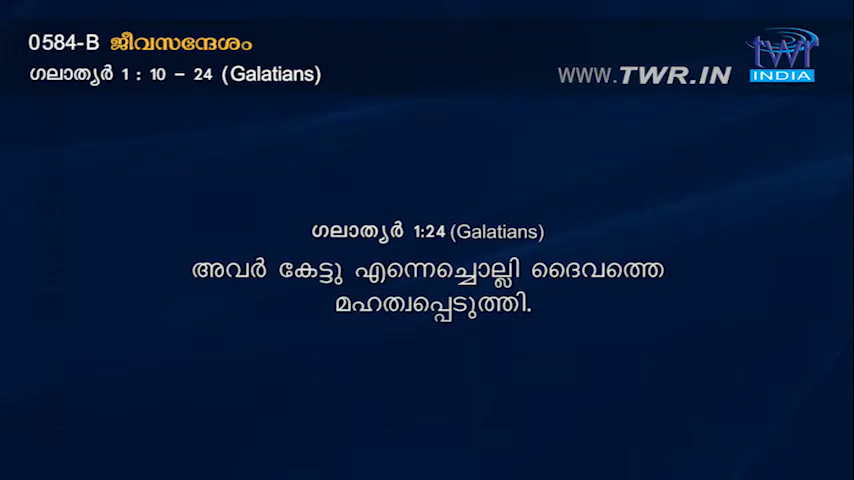 0584-B ജീവസന്ദേശം
ഗലാത്യർ 1 : 10 – 24 (Galatians)
WWW.TWR.IN
twr
INDIA
ഗലാത്യർ 1:24 (Galatians)
അവർ കേട്ടു എന്നെച്ചൊല്ലി ദൈവത്തെ
മഹത്വപ്പെടുത്തി.